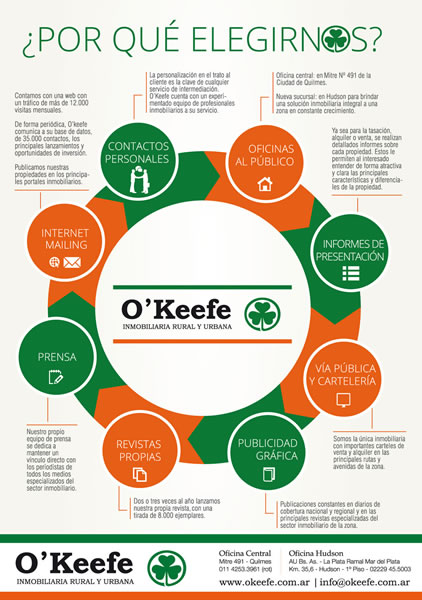 ¿POR QUÉ ELEGIRNOS?
La personalización en el trato al
cliente es la clave de cualquier
servicio de intermediación.
O'Keefe cuenta con un experi-
mentado equipo de profesionales
inmobiliarios a su servicio.
CONTACTOS
PERSONALES
Oficina central: en Mitre Nº 491 de la
Ciudad de Quilmes.
Nueva sucursal: en Hudson para brindar
una solución inmobiliaria integral a una
zona en constante crecimiento.
OFICINAS
AL PÚBLICO
Ya sea para la tasación,
alquiler o venta, se realizan
detallados informes sobre
cada propiedad. Estos le
permiten al interesado
entender de forma atractiva
y clara las principales
características y diferencia-
les de la propiedad.
INFORMES DE
PRESENTACIÓN
VÍA PÚBLICA
Y CARTELERÍA
Somos la única inmobiliaria
con importantes carteles de
venta y alquiler en las
principales rutas y
avenidas de la zona.
PUBLICIDAD
GRÁFICA
Publicaciones constantes en diarios de
cobertura nacional y regional y en las
principales revistas especializadas del
sector inmobiliario de la zona.
REVISTAS
PROPIAS
Dos o tres veces al año lanzamos
nuestra propia revista, con una
tirada de 8.000 ejemplares.
PRENSA
Nuestro propio
equipo de prensa
se dedica a
mantener un
vínculo directo con
los periodistas de
todos los medios
especializados del
sector inmobiliario.
INTERNET
MAILING
Contamos con una web con
un tráfico de más de 12.000
visitas mensuales.
De forma periódica, O'keefe
comunica a su base de datos,
de 35.000 contactos, los
principales lanzamientos y
oportunidades de inversión.
Publicamos nuestras
propiedades en los principa-
les portales inmobiliarios.
O'Keefe
INMOBILIARIA RURAL Y URBANA
O'Keefe
INMOBILIARIA RURAL Y URBANA
Oficina Central
Mitre 491 - Quilmes
011 4253.3961 (rot)
Oficina Hudson
AU Bs. As. - La Plata Ramal Mar del Plata
Km. 35,6 - Hudson - 1º Piso - 02229 45.5003
www.okeefe.com.ar | info@okeefe.com.ar